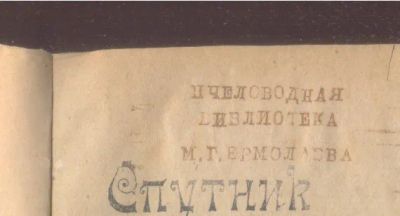 ПЧЕЛОВОДНАЯ
БИБЛИОТЕКА
М.Г.ЕРМОЛАЕВА
Спутник